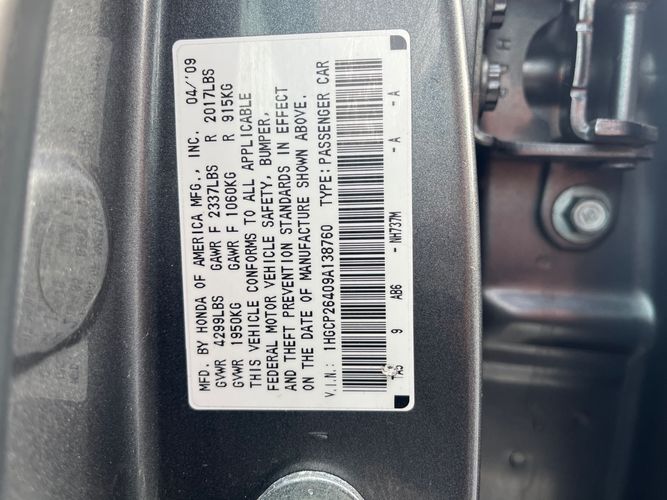 MFD. BY HONDA OF AMERICA MFG., INC. 04/'09
GVWR 4299LBS GAWR F 2337LBS R 2017LBS
GVWR 1950KG GAWR F 1060KG R 915KG
THIS VEHICLE CONFORMS TO ALL APPLICABLE
FEDERAL MOTOR VEHICLE SAFETY, BUMPER,
AND THEFT PREVENTION STANDARDS IN EFFECT
ON THE DATE OF MANUFACTURE SHOWN ABOVE.
V.I.N.: 1HGCP26409A138760 TYPE: PASSENGER CAR
TA5 9 AB6 - NH737M - A - A
H